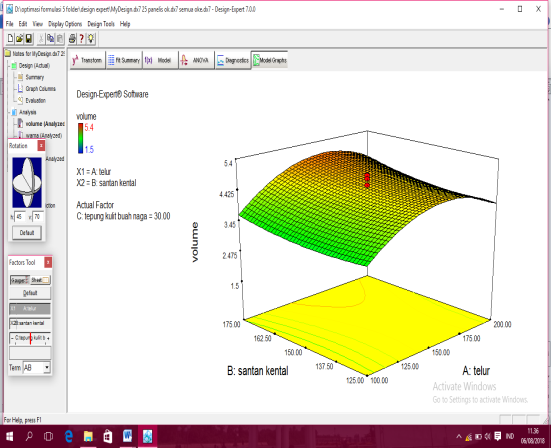 D:\optimasi formulasi 5 folder\design expert\MyDesign.dx7 25 panelis ok.dx7 semua oke.dx7 - Design-Expert 7.0.0
File Edit View Display Options Design Tools Help
Notes for MyDesign.dx7 25
Design (Actual)
Summary
Graph Columns
Evaluation
Analysis
volume (Analyzed
warna (Analyzed)
Analyzed
Rotation
h: 45 v: 70
Default
Factors Tool
Gauges Sheet
Default
Term AB
y^ Transform
Fit Summary
f(x) Model
ANOVA
Diagnostics
Model Graphs
Design-Expert® Software
volume
5.4
1.5
X1 = A: telur
X2 = B: santan kental
Actual Factor
C: tepung kulit buah naga = 30.00
5.4
4.425
3.45
2.475
1.5
volume
175.00
162.50
150.00
137.50
125.00
100.00
125.00
150.00
175.00
200.00
B: santan kental
A: telur
Activate Windows
Go to Settings to activate Windows.
For Help, press F1
IND
11.36
06/08/2018